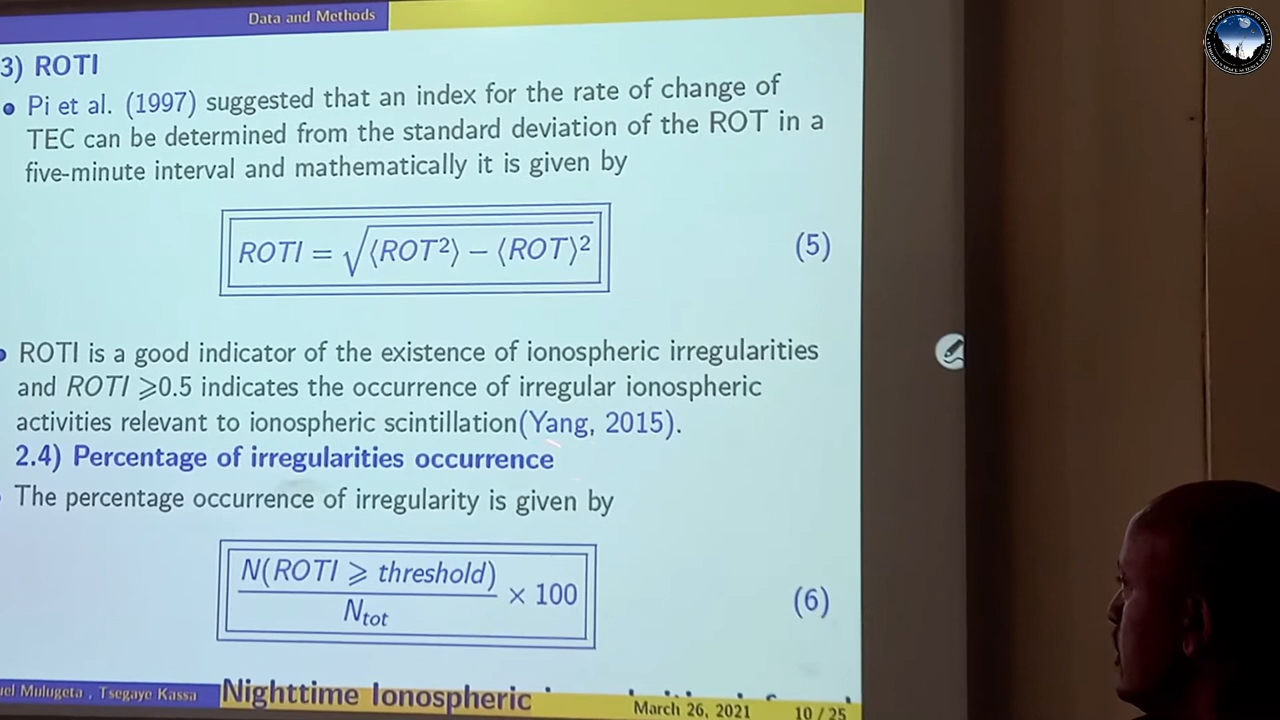 Data and Methods
3) ROTI
Pi et al. (1997) suggested that an index for the rate of change of
TEC can be determined from the standard deviation of the ROT in a
five-minute interval and mathematically it is given by
ROTI = √⟨ROT²⟩ − ⟨ROT⟩² (5)
ROTI is a good indicator of the existence of ionospheric irregularities
and ROTI ⩾0.5 indicates the occurrence of irregular ionospheric
activities relevant to ionospheric scintillation(Yang, 2015).
2.4) Percentage of irregularities occurrence
The percentage occurrence of irregularity is given by
N(ROTI ⩾ threshold)
× 100 (6)
N_tot
uel Mulugeta , Tsegaye Kassa
Nighttime Ionospheric
March 26, 2021
10 / 25